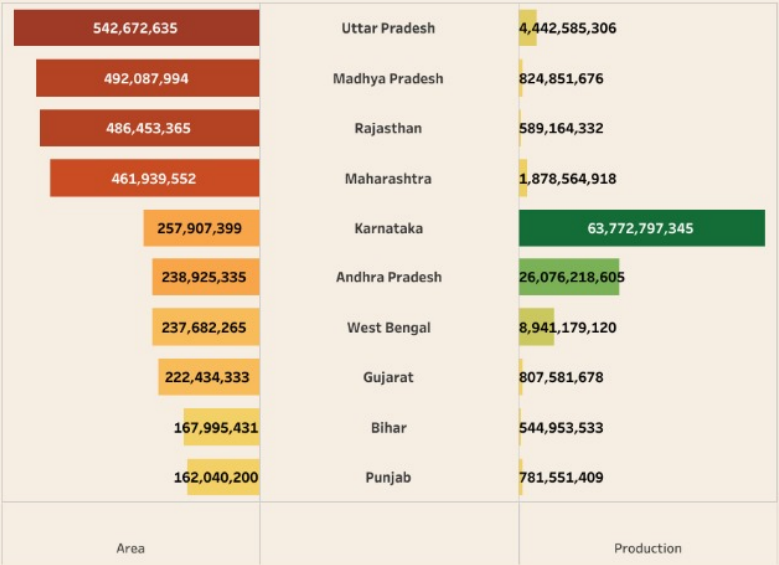 542,672,635 Uttar Pradesh 4,442,585,306
492,087,994 Madhya Pradesh 824,851,676
486,453,365 Rajasthan 589,164,332
461,939,552 Maharashtra 1,878,564,918
257,907,399 Karnataka 63,772,797,345
238,925,335 Andhra Pradesh 26,076,218,605
237,682,265 West Bengal 8,941,179,120
222,434,333 Gujarat 807,581,678
167,995,431 Bihar 544,953,533
162,040,200 Punjab 781,551,409
Area Production